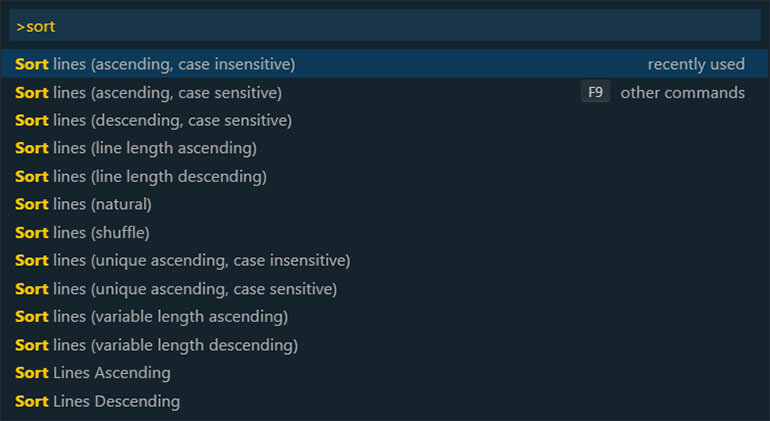 >sort
Sort lines (ascending, case insensitive) recently used
Sort lines (ascending, case sensitive) F9 other commands
Sort lines (descending, case sensitive)
Sort lines (line length ascending)
Sort lines (line length descending)
Sort lines (natural)
Sort lines (shuffle)
Sort lines (unique ascending, case insensitive)
Sort lines (unique ascending, case sensitive)
Sort lines (variable length ascending)
Sort lines (variable length descending)
Sort Lines Ascending
Sort Lines Descending